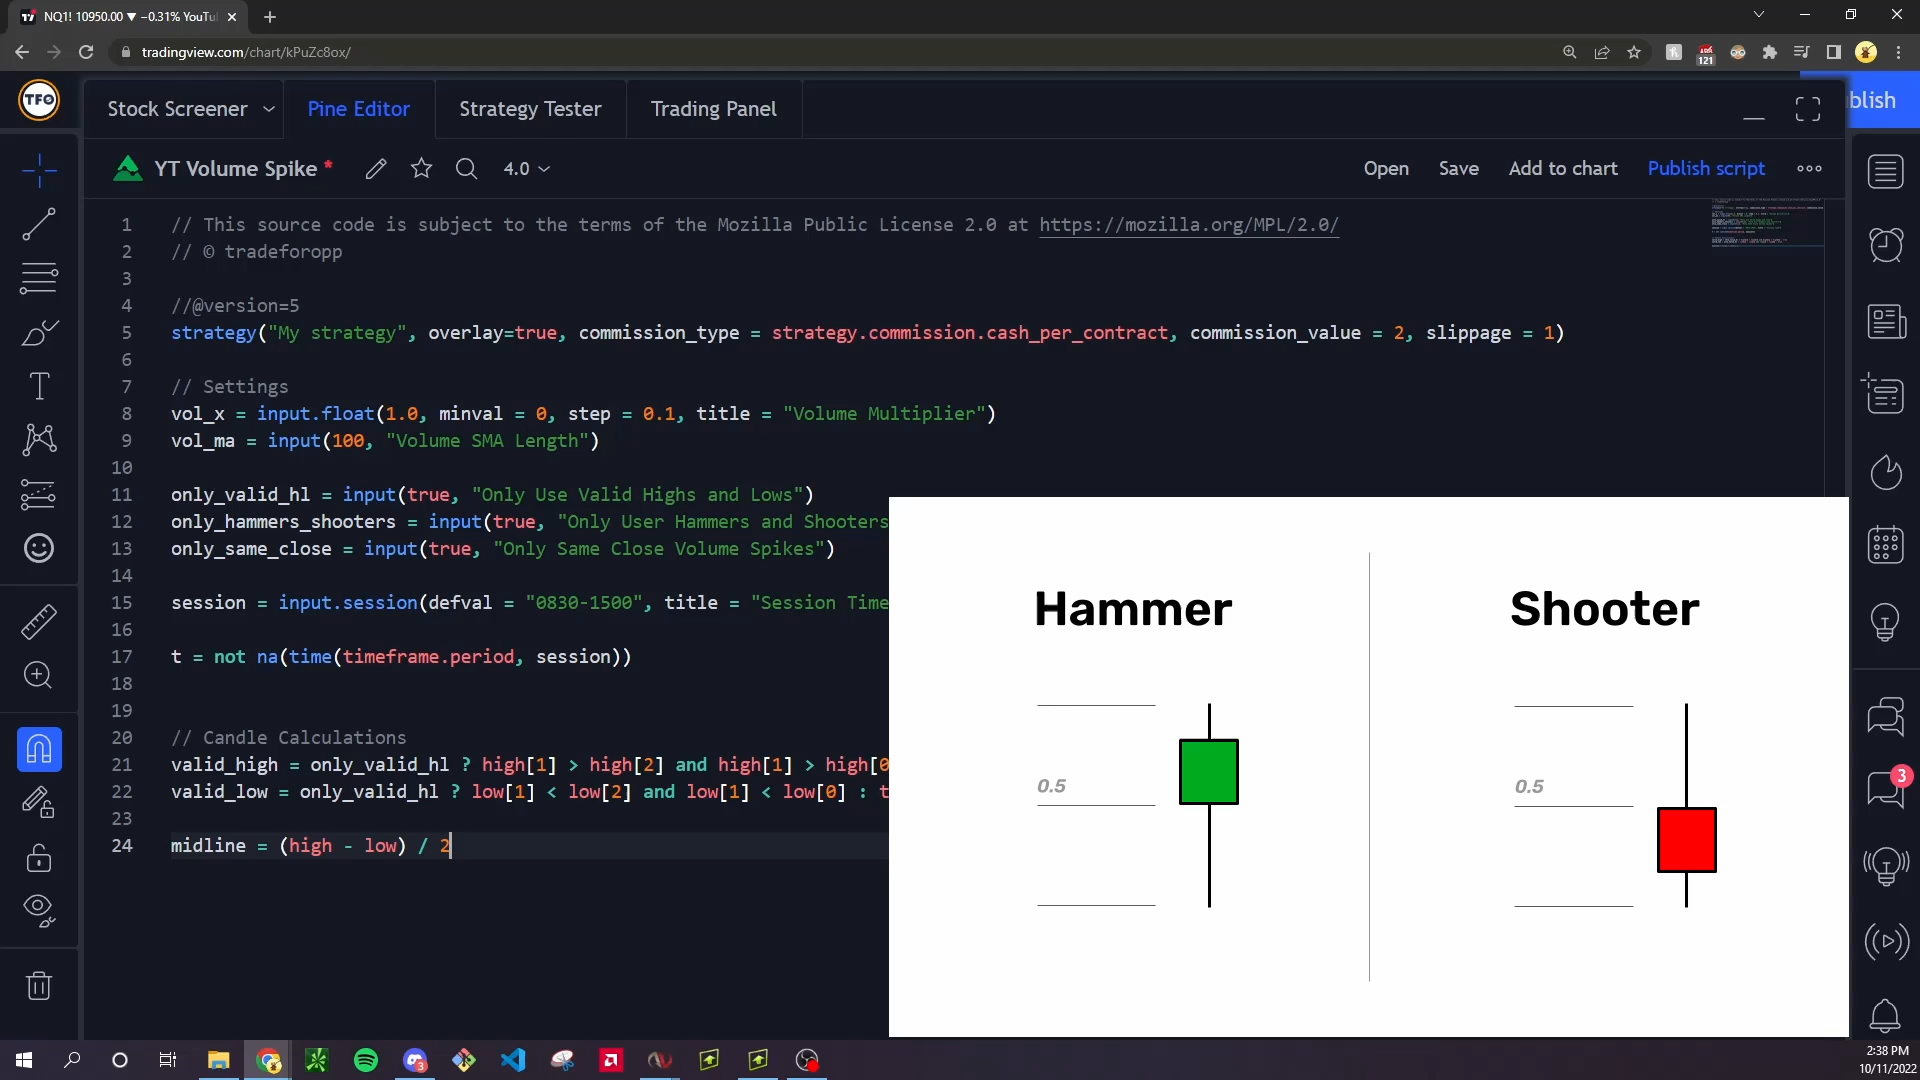 NQ1! 10950.00 ▼ −0.31% YouTu
tradingview.com/chart/kPuZc8ox/
121
TFO
Stock Screener
Pine Editor
Strategy Tester
Trading Panel
blish
YT Volume Spike *
4.0
Open
Save
Add to chart
Publish script
1 // This source code is subject to the terms of the Mozilla Public License 2.0 at https://mozilla.org/MPL/2.0/
2 // © tradeforopp
3
4 //@version=5
5 strategy("My strategy", overlay=true, commission_type = strategy.commission.cash_per_contract, commission_value = 2, slippage = 1)
6
7 // Settings
8 vol_x = input.float(1.0, minval = 0, step = 0.1, title = "Volume Multiplier")
9 vol_ma = input(100, "Volume SMA Length")
10
11 only_valid_hl = input(true, "Only Use Valid Highs and Lows")
12 only_hammers_shooters = input(true, "Only User Hammers and Shooters
13 only_same_close = input(true, "Only Same Close Volume Spikes")
14
15 session = input.session(defval = "0830-1500", title = "Session Time
16
17 t = not na(time(timeframe.period, session))
18
19
20 // Candle Calculations
21 valid_high = only_valid_hl ? high[1] > high[2] and high[1] > high[0
22 valid_low = only_valid_hl ? low[1] < low[2] and low[1] < low[0] : t
23
24 midline = (high - low) / 2
Hammer
0.5
Shooter
0.5
3
3
2:38 PM
10/11/2022